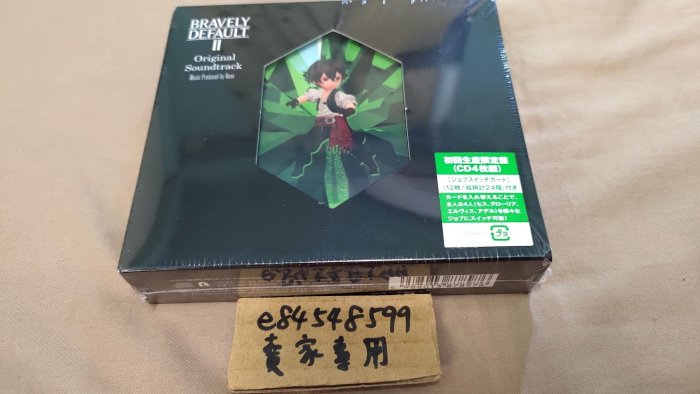 BRAVELY
DEFAULT
II
Original
Soundtrack
Music Produced by Revo
初回生産限定盤
(CD4枚組)
[ジョブスイッチカード]
(12枚/絵柄計24種)付き
カードを入れ替えることで、
主人公4人(セス、グローリア、
エルヴィス、アデル)を様々な
ジョブにスイッチ可能!
e84548599
賣家專用